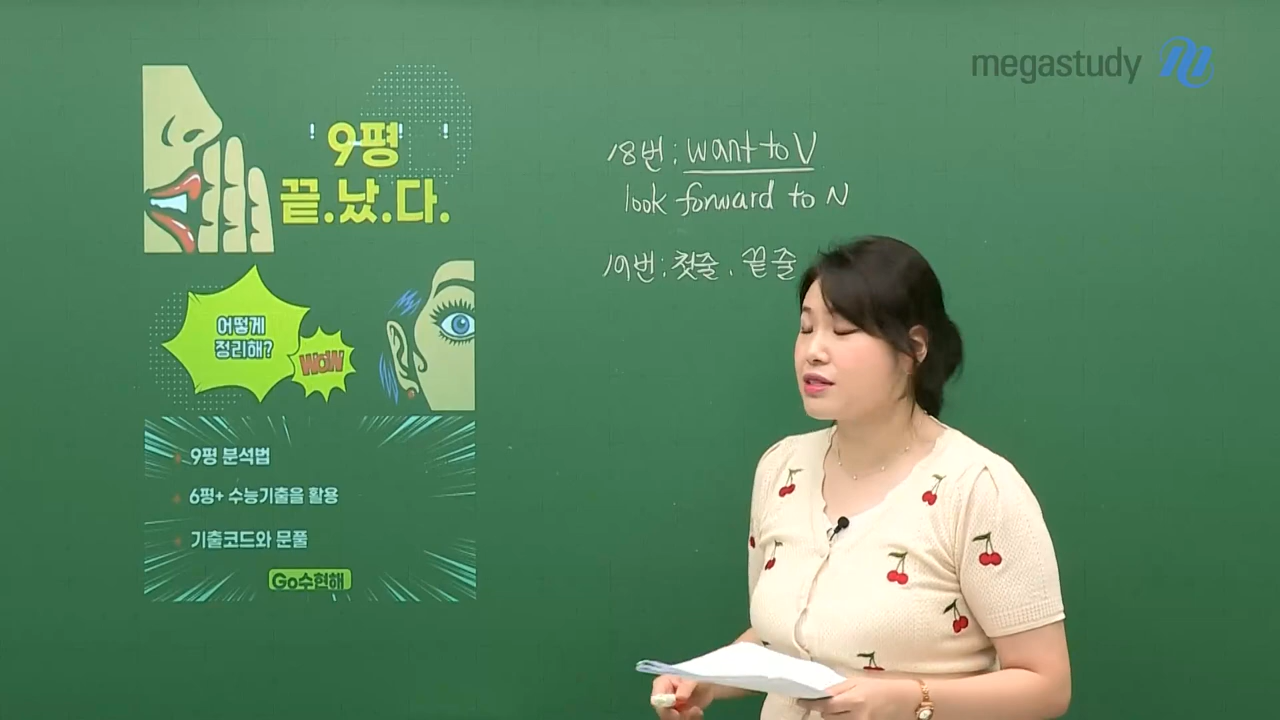 megastudy
9평
끝.났.다.
어떻게
정리해?
WOW
9평 분석법
6평+ 수능기출을 활용
기출코드와 문풀
Go수현해
18번 : want to V
look forward to N
19번 : 첫줄 . 끝줄